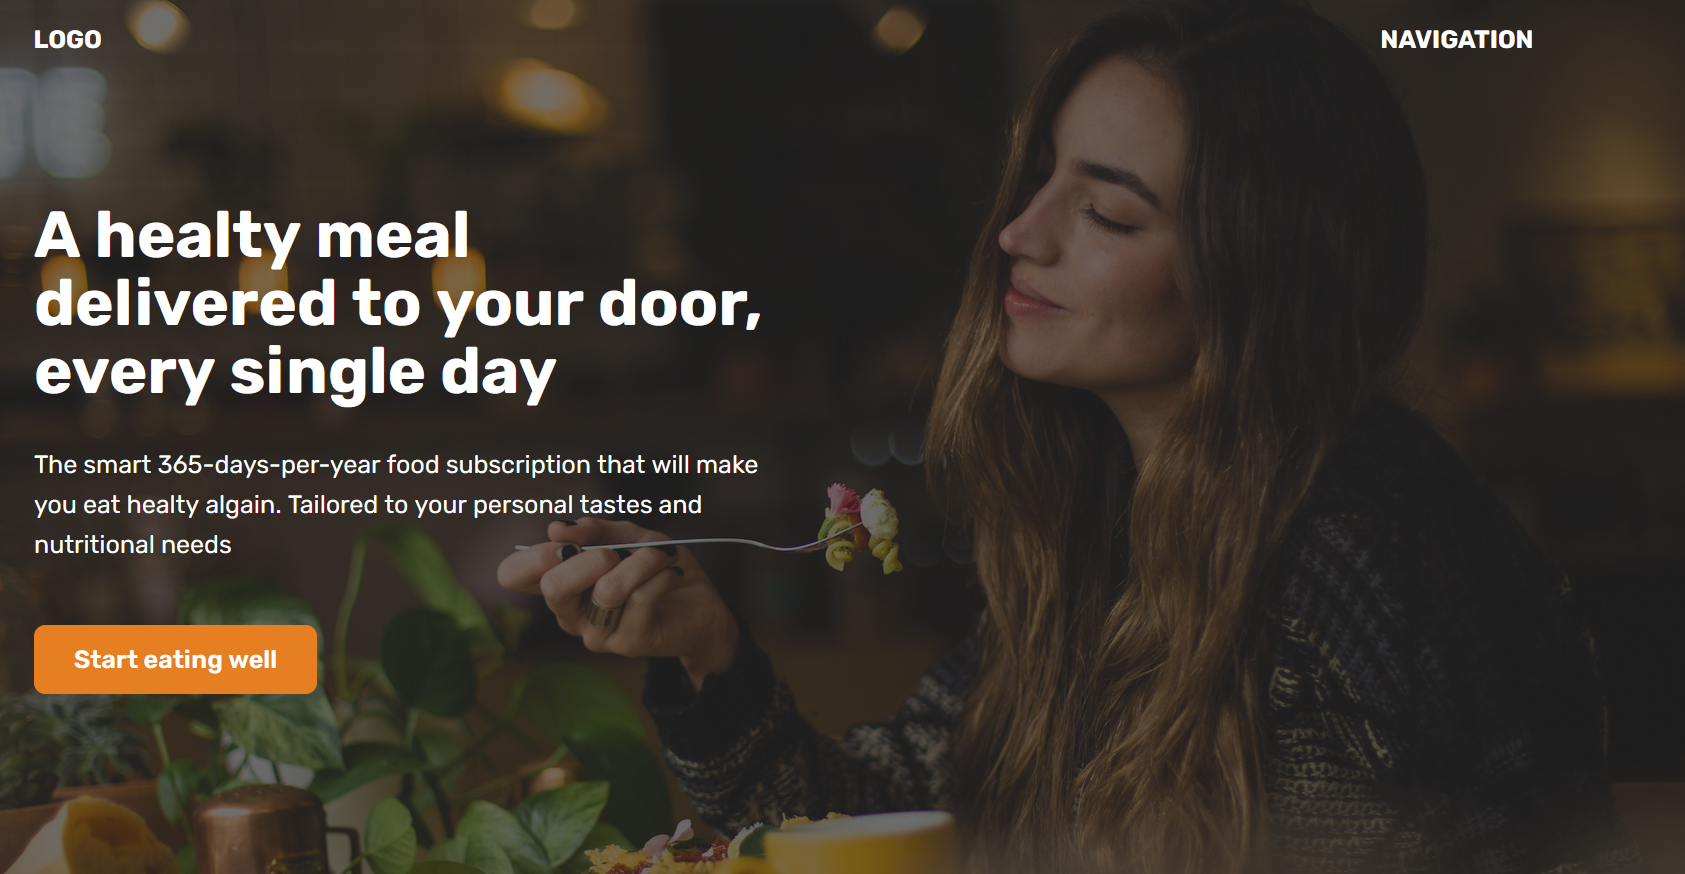 LOGO
NAVIGATION
A healty meal
delivered to your door,
every single day
The smart 365-days-per-year food subscription that will make
you eat healty algain. Tailored to your personal tastes and
nutritional needs
Start eating well